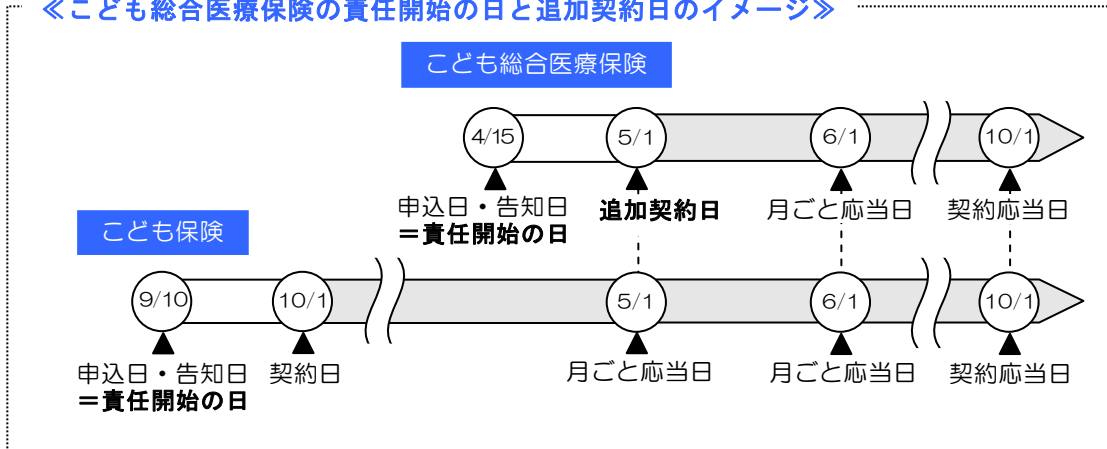 ≪こども総合医療保険の責任開始の日と追加契約日のイメージ≫
こども総合医療保険
4/15
5/1
6/1
10/1
申込日・告知日
＝責任開始の日
追加契約日
月ごと応当日
契約応当日
こども保険
9/10
10/1
5/1
6/1
10/1
申込日・告知日
＝責任開始の日
契約日
月ごと応当日
月ごと応当日
契約応当日